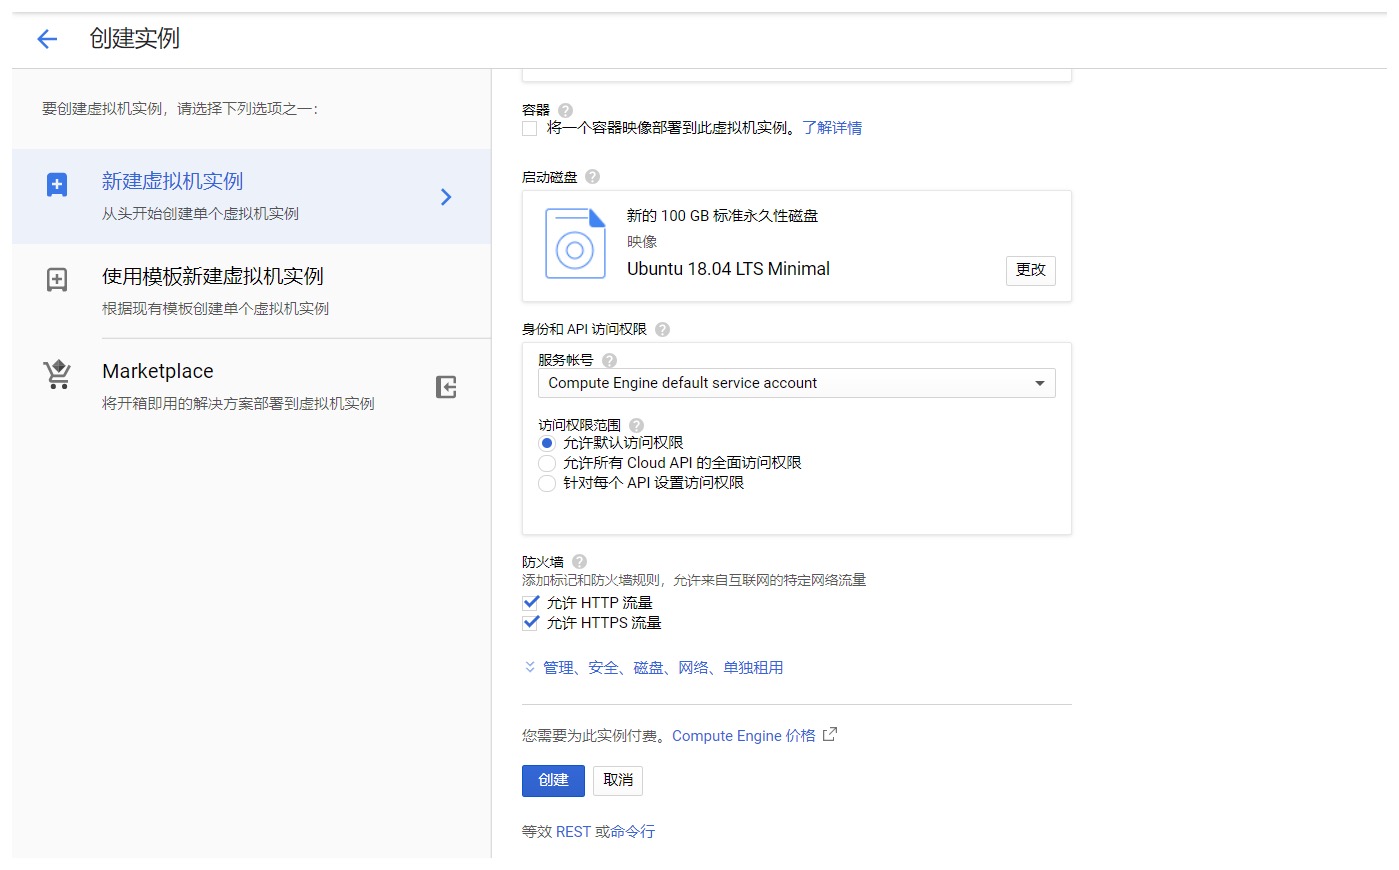 创建实例
要创建虚拟机实例，请选择下列选项之一：
新建虚拟机实例
从头开始创建单个虚拟机实例
使用模板新建虚拟机实例
根据现有模板创建单个虚拟机实例
Marketplace
将开箱即用的解决方案部署到虚拟机实例
容器
将一个容器映像部署到此虚拟机实例。了解详情
启动磁盘
新的 100 GB 标准永久性磁盘
映像
Ubuntu 18.04 LTS Minimal
更改
身份和 API 访问权限
服务帐号
Compute Engine default service account
访问权限范围
允许默认访问权限
允许所有 Cloud API 的全面访问权限
针对每个 API 设置访问权限
防火墙
添加标记和防火墙规则，允许来自互联网的特定网络流量
允许 HTTP 流量
允许 HTTPS 流量
管理、安全、磁盘、网络、单独租用
您需要为此实例付费。Compute Engine 价格
创建 取消
等效 REST 或命令行